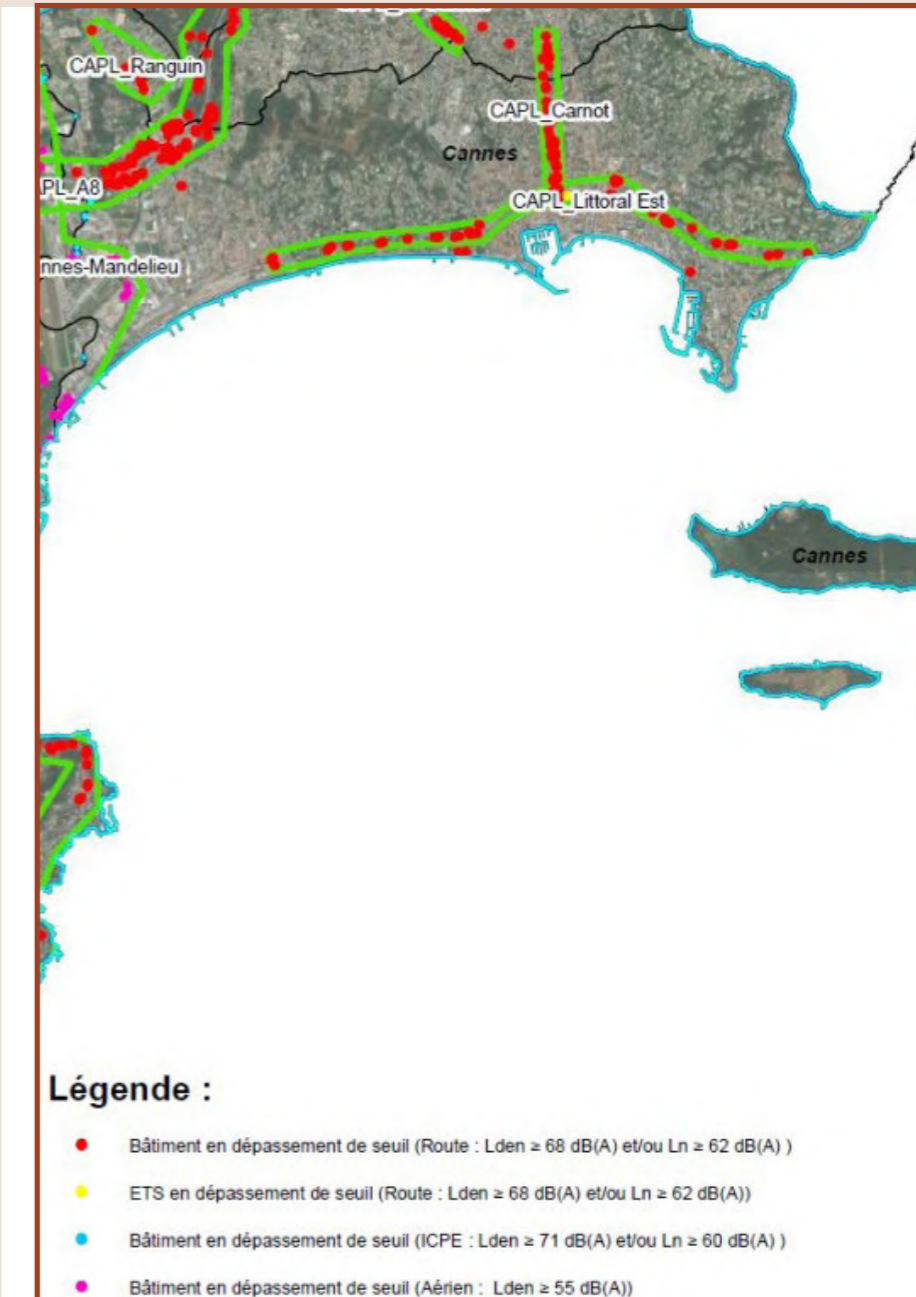 CAPL_Ranguin
CAPL_Carnot
Cannes
PL_A8
CAPL_Littoral Est
nnes-Mandelieu
Cannes
Légende :
Bâtiment en dépassement de seuil (Route : Lden ≥ 68 dB(A) et/ou Ln ≥ 62 dB(A) )
ETS en dépassement de seuil (Route : Lden ≥ 68 dB(A) et/ou Ln ≥ 62 dB(A))
Bâtiment en dépassement de seuil (ICPE : Lden ≥ 71 dB(A) et/ou Ln ≥ 60 dB(A) )
Bâtiment en dépassement de seuil (Aérien : Lden ≥ 55 dB(A))